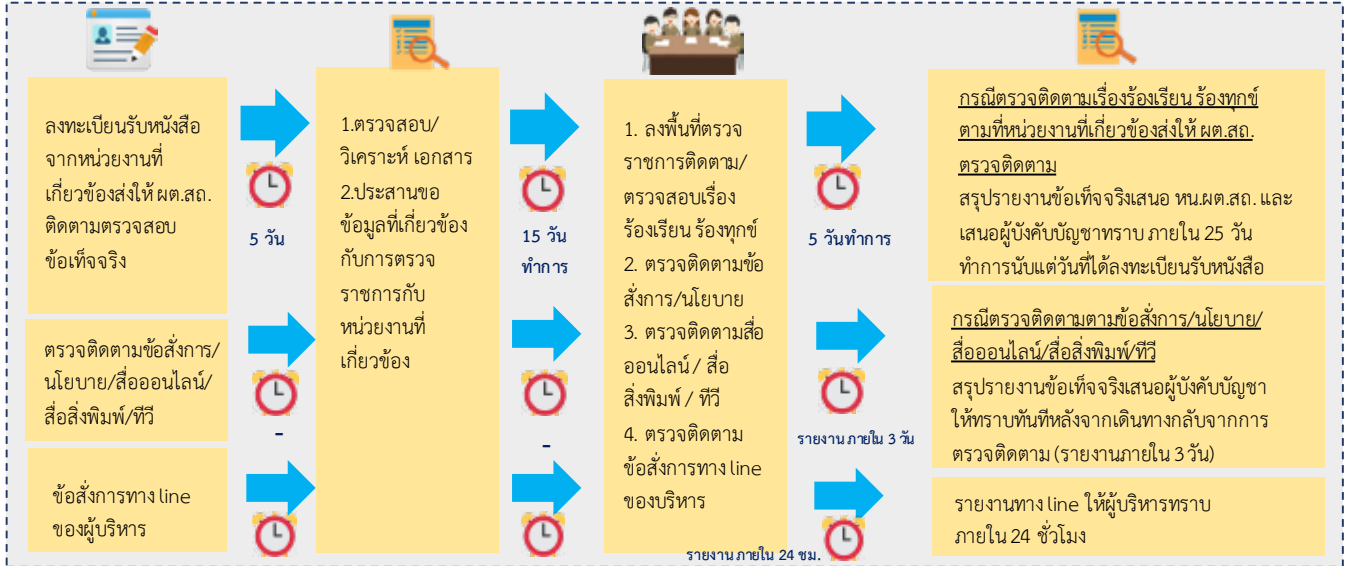 ลงทะเบียนรับหนังสือ
จากหน่วยงานที่
เกี่ยวข้องส่งให้ ผต.สถ.
ติดตามตรวจสอบ
ข้อเท็จจริง
5 วัน
1.ตรวจสอบ/
วิเคราะห์ เอกสาร
2.ประสานขอ
ข้อมูลที่เกี่ยวข้อง
กับการตรวจ
ราชการกับ
หน่วยงานที่
เกี่ยวข้อง
15 วัน
ทำการ
1. ลงพื้นที่ตรวจ
ราชการติดตาม/
ตรวจสอบเรื่อง
ร้องเรียน ร้องทุกข์
2. ตรวจติดตามข้อ
สั่งการ/นโยบาย
3. ตรวจติดตามสื่อ
ออนไลน์ / สื่อ
สิ่งพิมพ์ / ทีวี
4. ตรวจติดตาม
ข้อสั่งการทาง line
ของบริหาร
5 วันทำการ
กรณีตรวจติดตามเรื่องร้องเรียน ร้องทุกข์
ตามที่หน่วยงานที่เกี่ยวข้องส่งให้ ผต.สถ.
ตรวจติดตาม
สรุปรายงานข้อเท็จจริงเสนอ หน.ผต.สถ. และ
เสนอผู้บังคับบัญชาทราบ ภายใน 25 วัน
ทำการนับแต่วันที่ได้ลงทะเบียนรับหนังสือ
ตรวจติดตามข้อสั่งการ/
นโยบาย/สื่อออนไลน์/
สื่อสิ่งพิมพ์/ทีวี
-
-
รายงาน ภายใน 3 วัน
กรณีตรวจติดตามตามข้อสั่งการ/นโยบาย/
สื่อออนไลน์/สื่อสิ่งพิมพ์/ทีวี
สรุปรายงานข้อเท็จจริงเสนอผู้บังคับบัญชา
ให้ทราบทันทีหลังจากเดินทางกลับจากการ
ตรวจติดตาม (รายงานภายใน 3 วัน)
ข้อสั่งการทาง line
ของผู้บริหาร
รายงาน ภายใน 24 ชม.
รายงานทาง line ให้ผู้บริหารทราบ
ภายใน 24 ชั่วโมง